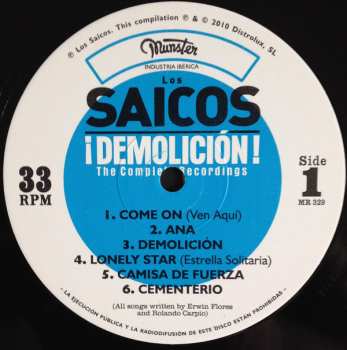 ℗ Los Saicos. This compilation ℗ & © 2010 Distrolux, SL
Munster
INDUSTRIA IBERICA
Los
SAICOS
¡DEMOLICIÓN!
The Complete Recordings
33
RPM
Side
1
MR 329
1. COME ON (Ven Aquí)
2. ANA
3. DEMOLICIÓN
4. LONELY STAR (Estrella Solitaria)
5. CAMISA DE FUERZA
6. CEMENTERIO
(All songs written by Erwin Flores
and Rolando Carpio)
- LA EJECUCIÓN PÚBLICA Y LA RADIODIFUSIÓN DE ESTE DISCO ESTÁN PROHIBIDAS -